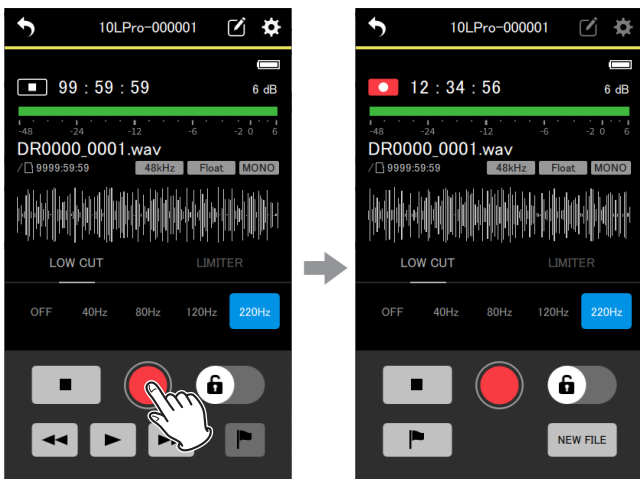 10LPro-000001
99 : 59 : 59
6 dB
-48 -24 -12 -6 -2 0 6
DR0000_0001.wav
/ 9999:59:59 48kHz Float MONO
LOW CUT LIMITER
OFF 40Hz 80Hz 120Hz 220Hz
10LPro-000001
12 : 34 : 56
6 dB
-48 -24 -12 -6 -2 0 6
DR0000_0001.wav
/ 9999:59:59 48kHz Float MONO
LOW CUT LIMITER
OFF 40Hz 80Hz 120Hz 220Hz
NEW FILE